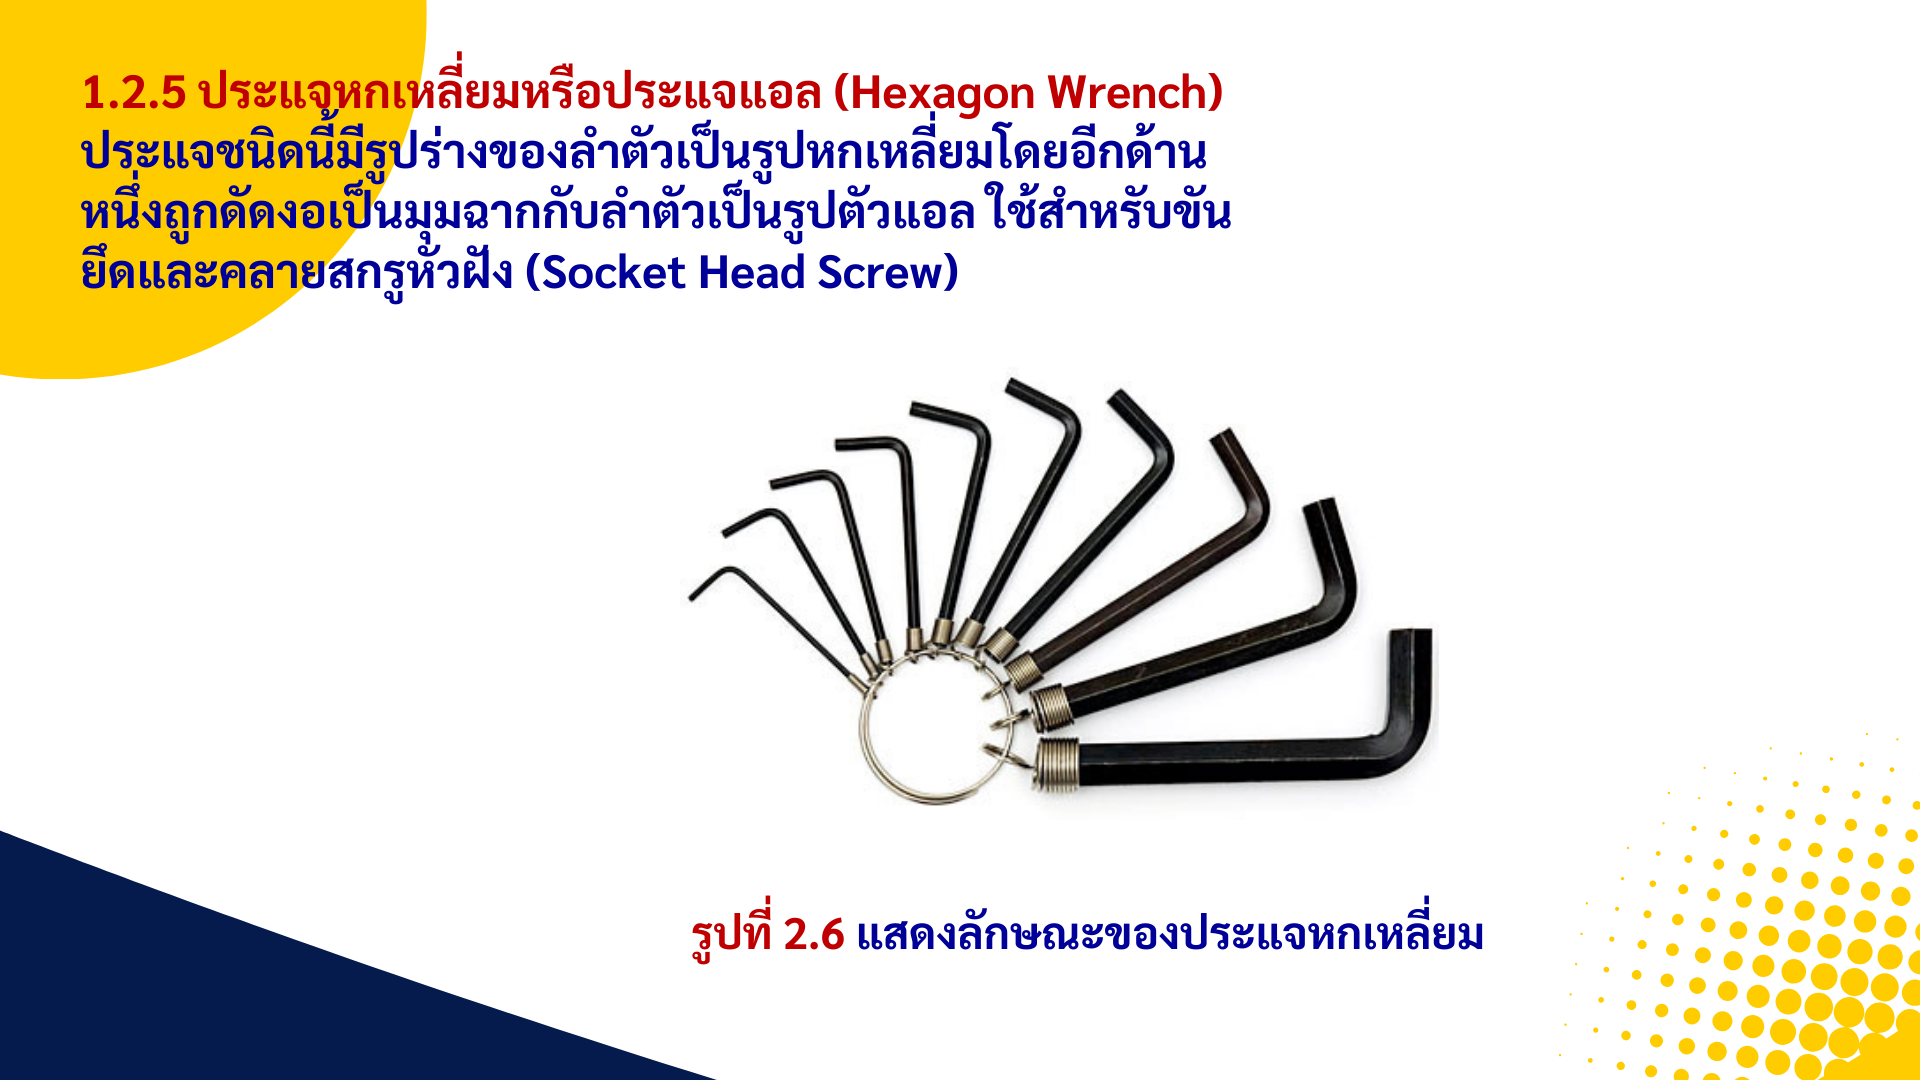 1.2.5 ประแจหกเหลี่ยมหรือประแจแอล (Hexagon Wrench)
ประแจชนิดนี้มีรูปร่างของลำตัวเป็นรูปหกเหลี่ยมโดยอีกด้าน
หนึ่งถูกดัดงอเป็นมุมฉากกับลำตัวเป็นรูปตัวแอล ใช้สำหรับขัน
ยึดและคลายสกรูหัวฝัง (Socket Head Screw)
รูปที่ 2.6 แสดงลักษณะของประแจหกเหลี่ยม